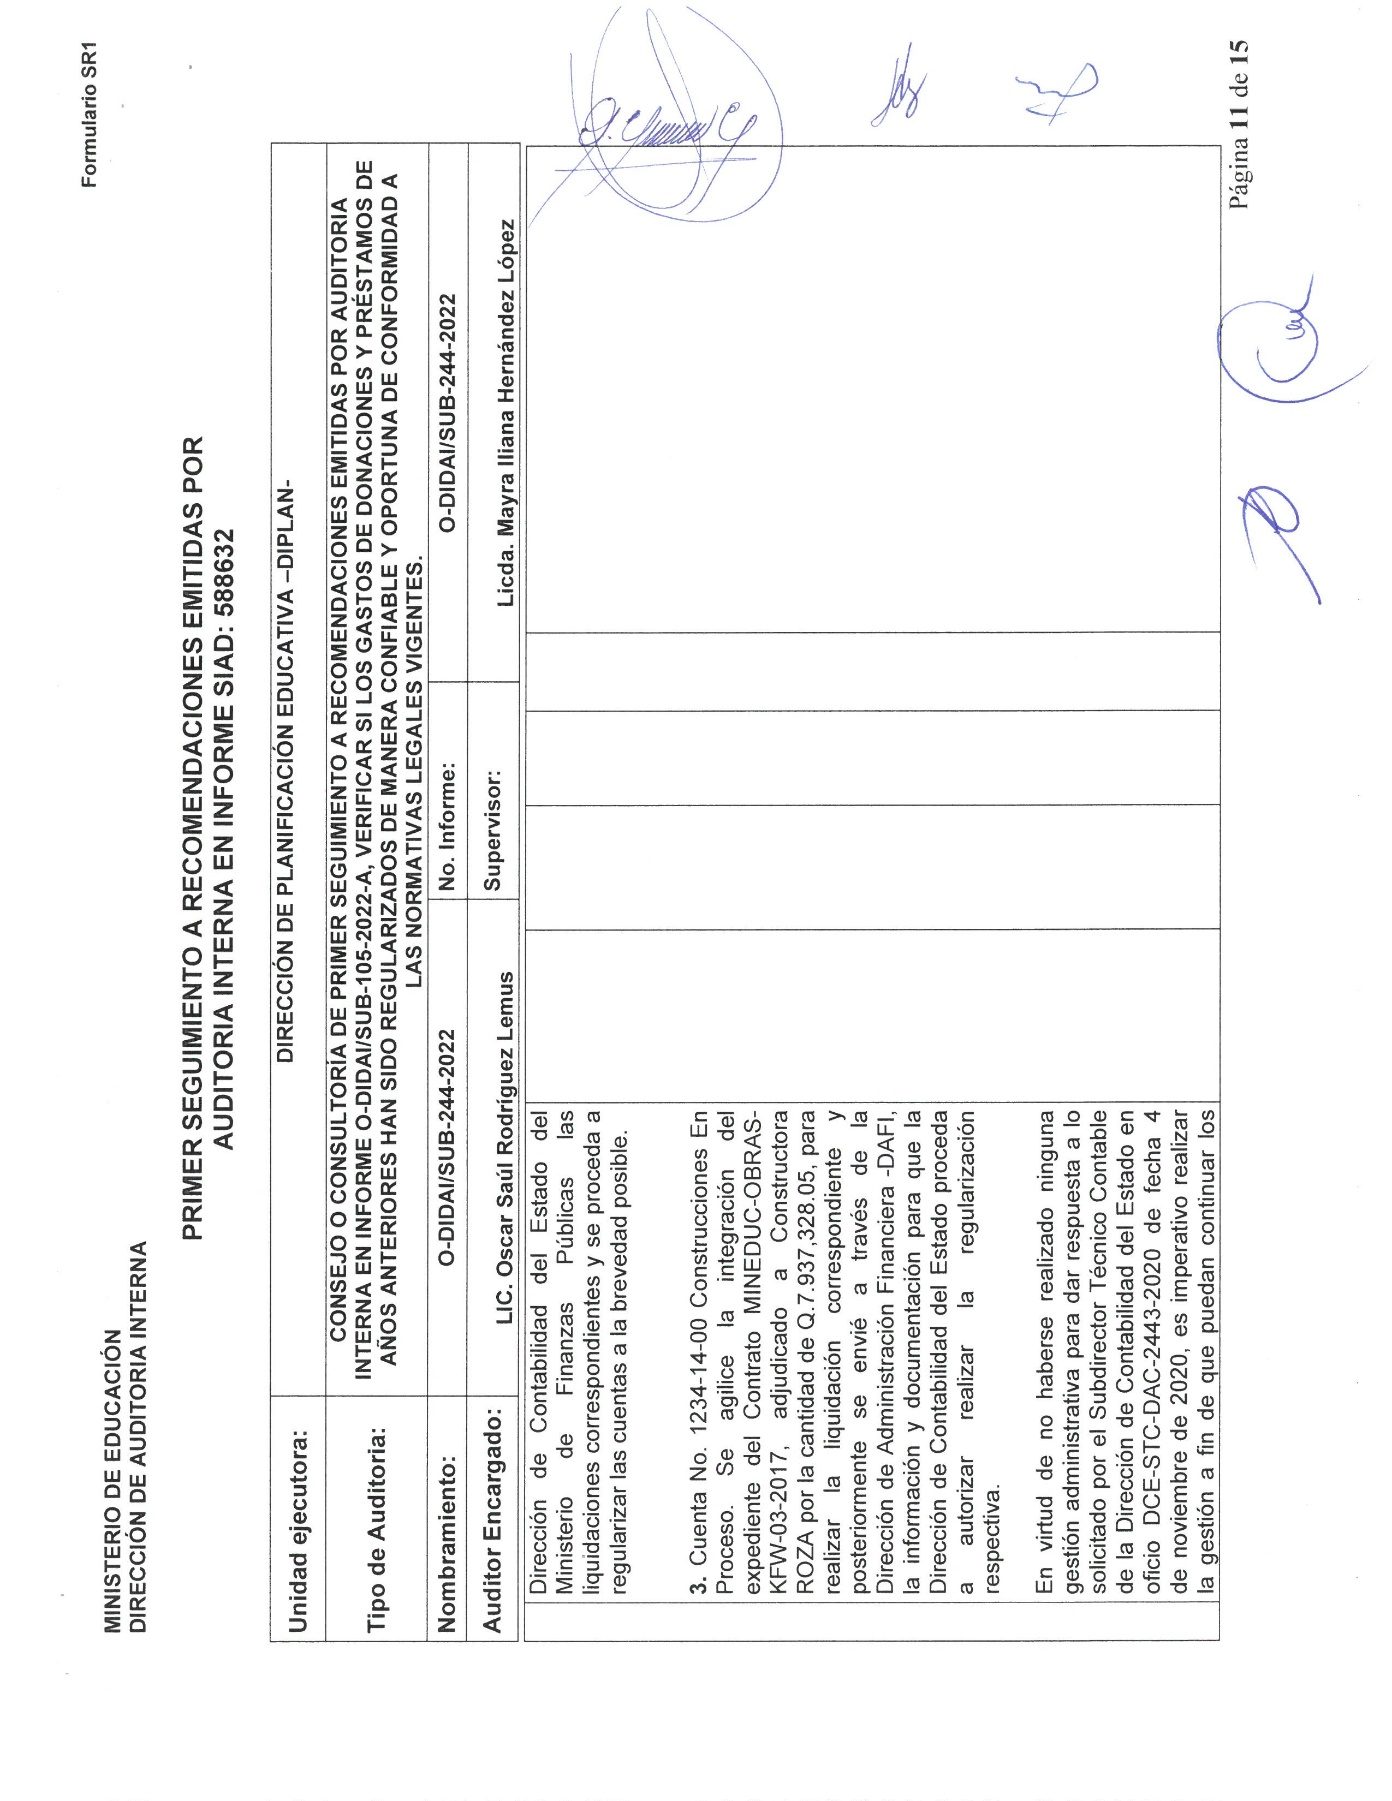 Formulario SR1
MINISTERIO DE EDUCACIÓN
DIRECCIÓN DE AUDITORIA INTERNA
PRIMER SEGUIMIENTO A RECOMENDACIONES EMITIDAS POR
AUDITORIA INTERNA EN INFORME SIAD: 588632
Unidad ejecutora:
DIRECCIÓN DE PLANIFICACIÓN EDUCATIVA –DIPLAN-
Tipo de Auditoria:
CONSEJO O CONSULTORÍA DE PRIMER SEGUIMIENTO A RECOMENDACIONES EMITIDAS POR AUDITORIA
INTERNA EN INFORME O-DIDAI/SUB-105-2022-A, VERIFICAR SI LOS GASTOS DE DONACIONES Y PRÉSTAMOS DE
AÑOS ANTERIORES HAN SIDO REGULARIZADOS DE MANERA CONFIABLE Y OPORTUNA DE CONFORMIDAD A
LAS NORMATIVAS LEGALES VIGENTES.
Nombramiento:
O-DIDAI/SUB-244-2022
No. Informe:
O-DIDAI/SUB-244-2022
Auditor Encargado:
LIC. Oscar Saúl Rodríguez Lemus
Supervisor:
Licda. Mayra Iliana Hernández López
Dirección de Contabilidad del Estado del
Ministerio de Finanzas Públicas las
liquidaciones correspondientes y se proceda a
regularizar las cuentas a la brevedad posible.
3. Cuenta No. 1234-14-00 Construcciones En
Proceso. Se agilice la integración del
expediente del Contrato MINEDUC-OBRAS-
KFW-03-2017, adjudicado a Constructora
ROZA por la cantidad de Q.7.937,328.05, para
realizar la liquidación correspondiente y
posteriormente se envié a través de la
Dirección de Administración Financiera -DAFI,
la información y documentación para que la
Dirección de Contabilidad del Estado proceda
a autorizar realizar la regularización
respectiva.
En virtud de no haberse realizado ninguna
gestión administrativa para dar respuesta a lo
solicitado por el Subdirector Técnico Contable
de la Dirección de Contabilidad del Estado en
oficio DCE-STC-DAC-2443-2020 de fecha 4
de noviembre de 2020, es imperativo realizar
la gestión a fin de que puedan continuar los
Página 11 de 15